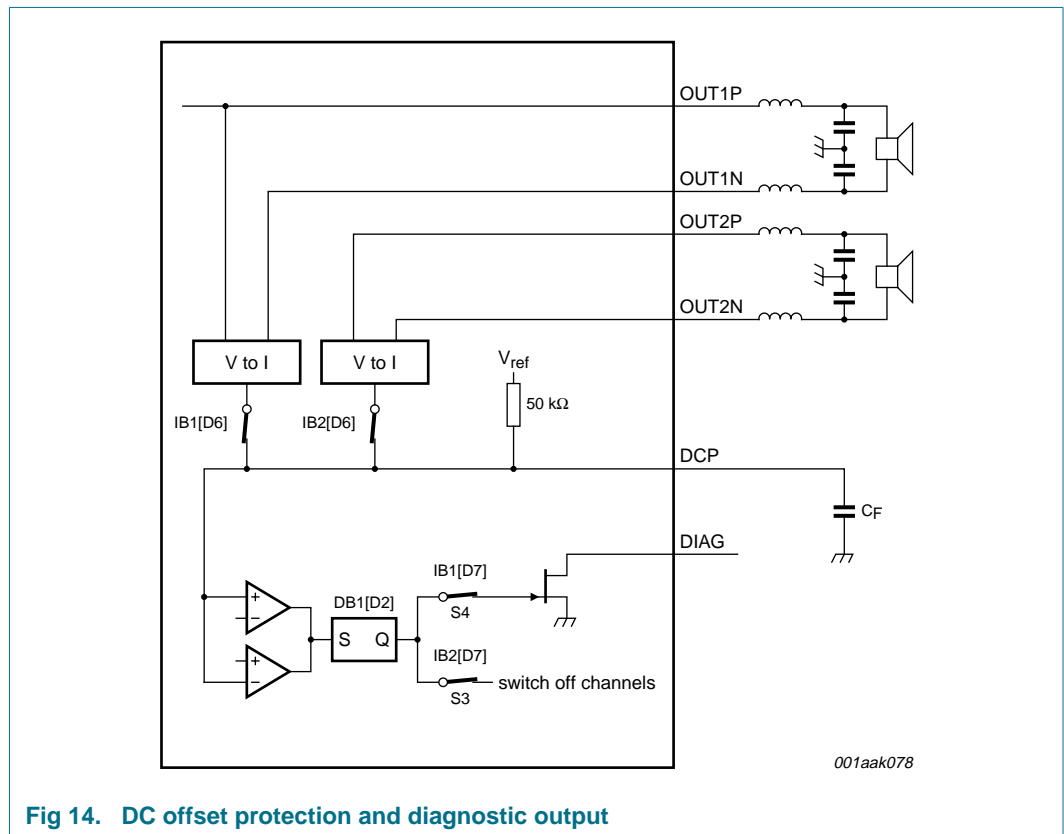 OUT1P
OUT1N
OUT2P
OUT2N
V to I
V to I
Vref
50 kΩ
IB1[D6]
IB2[D6]
DCP
CF
DIAG
IB1[D7]
DB1[D2]
+
−
S4
S Q
IB2[D7]
+
−
switch off channels
S3
001aak078
Fig 14. DC offset protection and diagnostic output